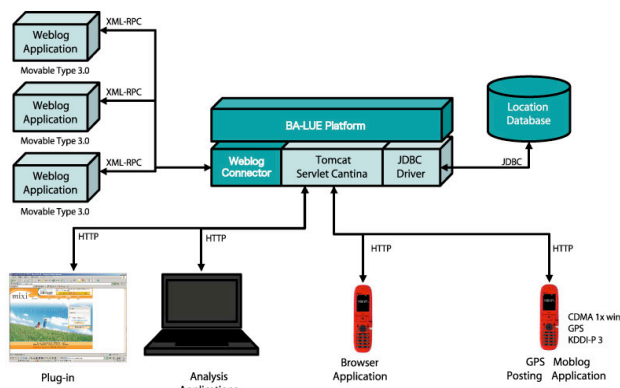 XML-RPC
Weblog
Application
Movable Type 3.0
XML-RPC
Weblog
Application
Movable Type 3.0
XML-RPC
Weblog
Application
Movable Type 3.0
BA-LUE Platform
Weblog
Connector
Tomcat
Servlet Cantina
JDBC
Driver
Location
Database
JDBC
HTTP
HTTP
HTTP
HTTP
mixi
CDMA 1x win
GPS
KDDI-P 3
Plug-in
Analysis
Applications
Browser
Application
GPS Moblog
Posting Application